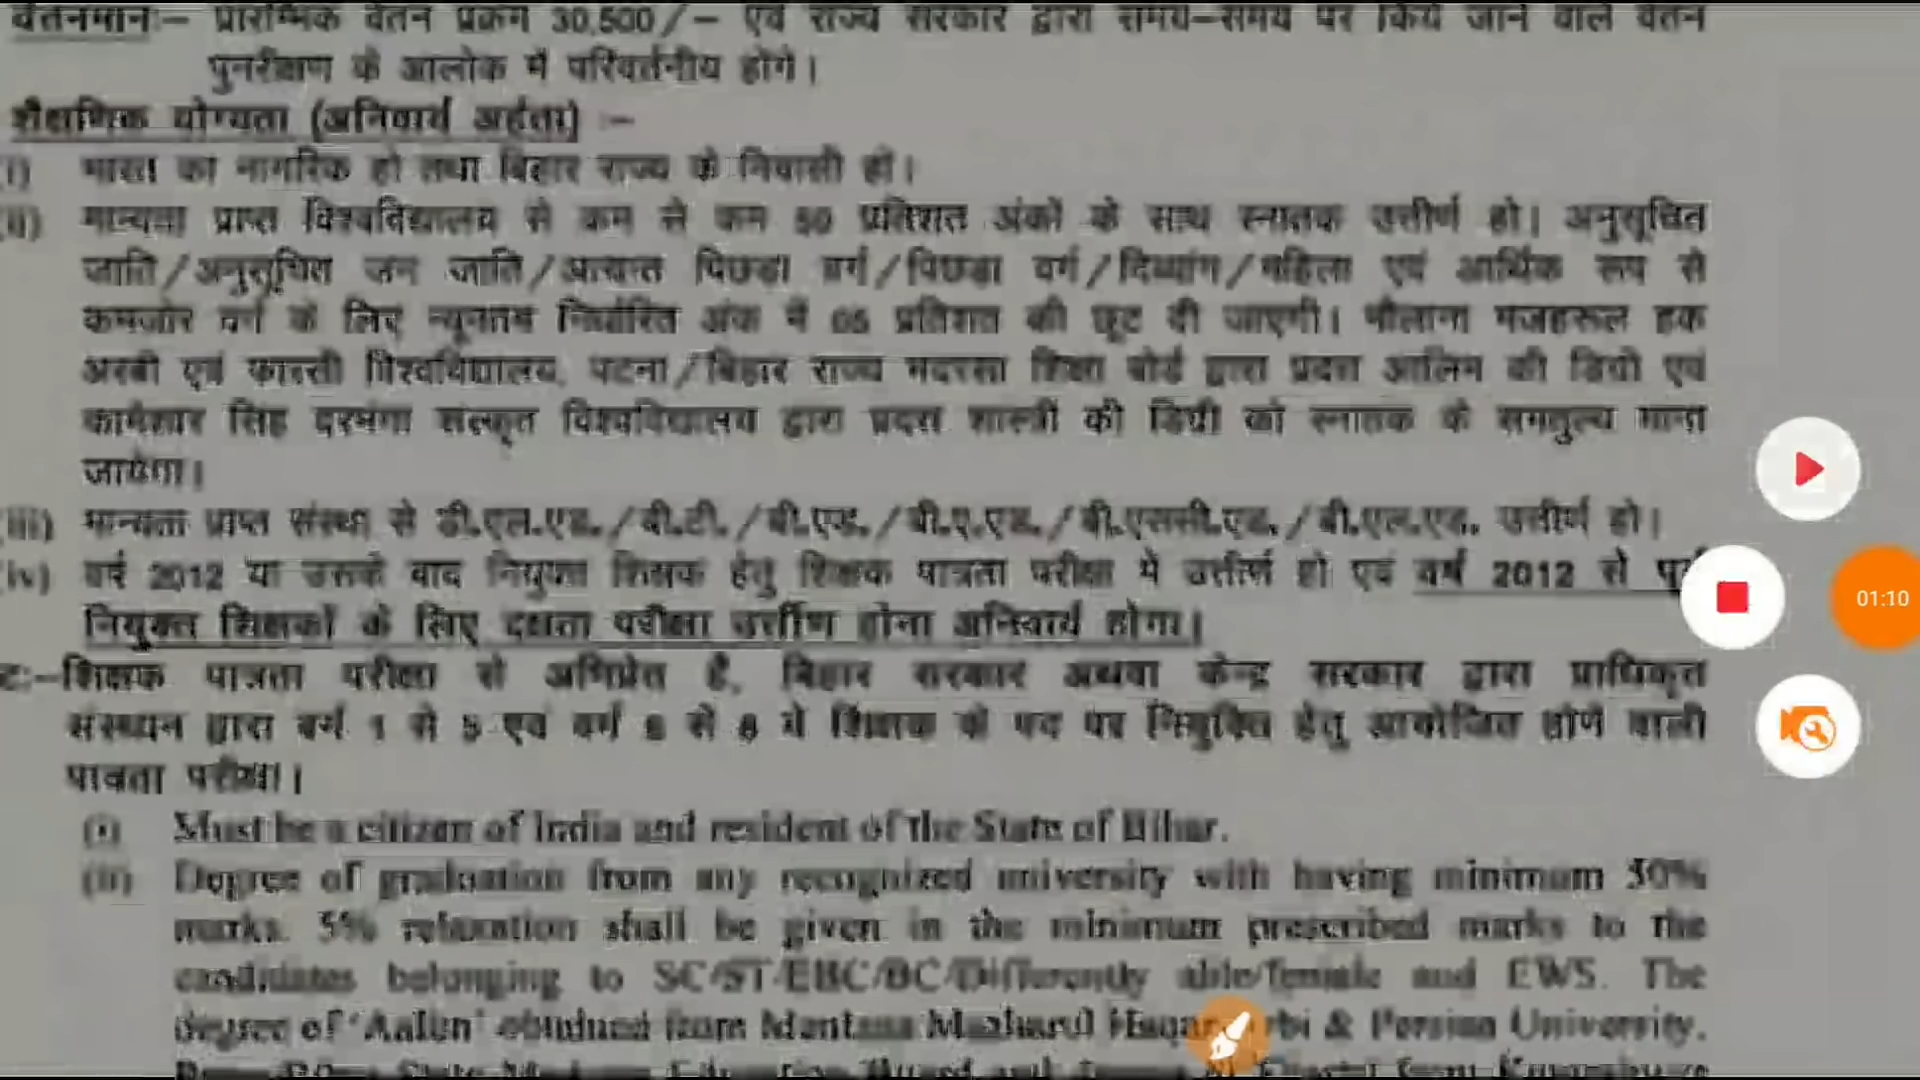 वेतनमानः– प्रारम्भिक वेतन प्रक्रम 30,500/– एवं राज्य सरकार द्वारा समय–समय पर किये जाने वाले वेतन
पुनरीक्षण के आलोक में परिवर्तनीय होंगे।
शैक्षणिक योग्यता (अनिवार्य अर्हता) :–
(i) भारत का नागरिक हो तथा बिहार राज्य के निवासी हों।
(ii) मान्यता प्राप्त विश्वविद्यालय से कम से कम 50 प्रतिशत अंकों के साथ स्नातक उत्तीर्ण हो। अनुसूचित
जाति/अनुसूचित जन जाति/अत्यन्त पिछड़ा वर्ग/पिछड़ा वर्ग/दिव्यांग/महिला एवं आर्थिक रूप से
कमजोर वर्ग के लिए न्यूनतम निर्धारित अंक में 05 प्रतिशत की छूट दी जाएगी। मौलाना मजहरूल हक
अरबी एवं फारसी विश्वविद्यालय, पटना/बिहार राज्य मदरसा शिक्षा बोर्ड द्वारा प्रदत्त आलिम की डिग्री एवं
कामेश्वर सिंह दरभंगा संस्कृत विश्वविद्यालय द्वारा प्रदत्त शास्त्री की डिग्री को स्नातक के समतुल्य माना
जायेगा।
(iii) मान्यता प्राप्त संस्था से डी.एल.एड./बी.टी./बी.एड./बी.ए.एड./बी.एससी.एड./बी.एल.एड. उत्तीर्ण हो।
(iv) वर्ष 2012 या उसके बाद नियुक्त शिक्षक हेतु शिक्षक पात्रता परीक्षा में उत्तीर्ण हो एवं वर्ष 2012 से पूर्व
नियुक्त शिक्षकों के लिए दक्षता परीक्षा उर्त्तीण होना अनिवार्य होगा।
ट:–शिक्षक पात्रता परीक्षा से अभिप्रेत है, बिहार सरकार अथवा केन्द्र सरकार द्वारा प्राधिकृत
संस्थान द्वारा वर्ग 1 से 5 एवं वर्ग 6 से 8 में शिक्षक के पद पर नियुक्ति हेतु आयोजित होने वाली
पात्रता परीक्षा।
(i) Must be a citizen of India and resident of the State of Bihar.
(ii) Degree of graduation from any recognized university with having minimum 50%
marks. 5% relaxation shall be given in the minimum prescribed marks to the
candidates belonging to SC/ST/EBC/BC/Differently able/female and EWS. The
degree of 'Aalim' obtained from Mazharul Haque & Persian University,
State Education Board and from
01:10